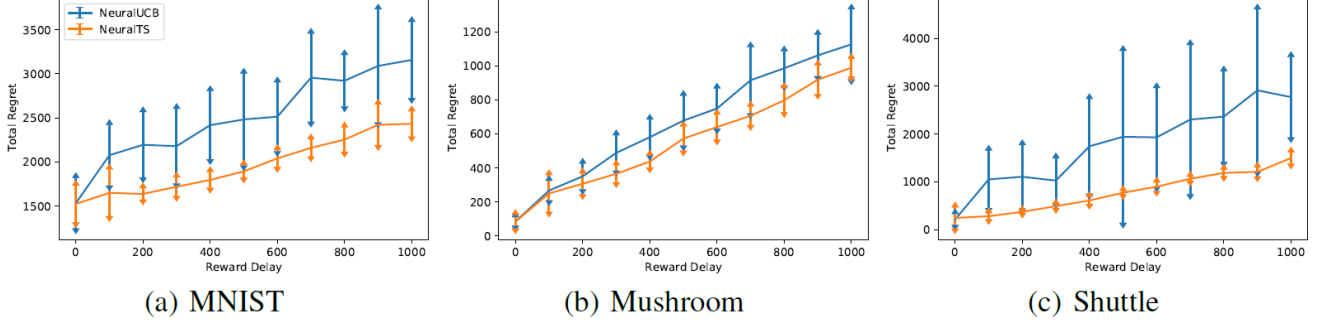 NeuralUCB
NeuralTS
3500
3000
2500
2000
1500
Total Regret
0 200 400 600 800 1000
Reward Delay
(a) MNIST
1200
1000
800
600
400
200
0
Total Regret
0 200 400 600 800 1000
Reward Delay
(b) Mushroom
4000
3000
2000
1000
0
Total Regret
0 200 400 600 800 1000
Reward Delay
(c) Shuttle